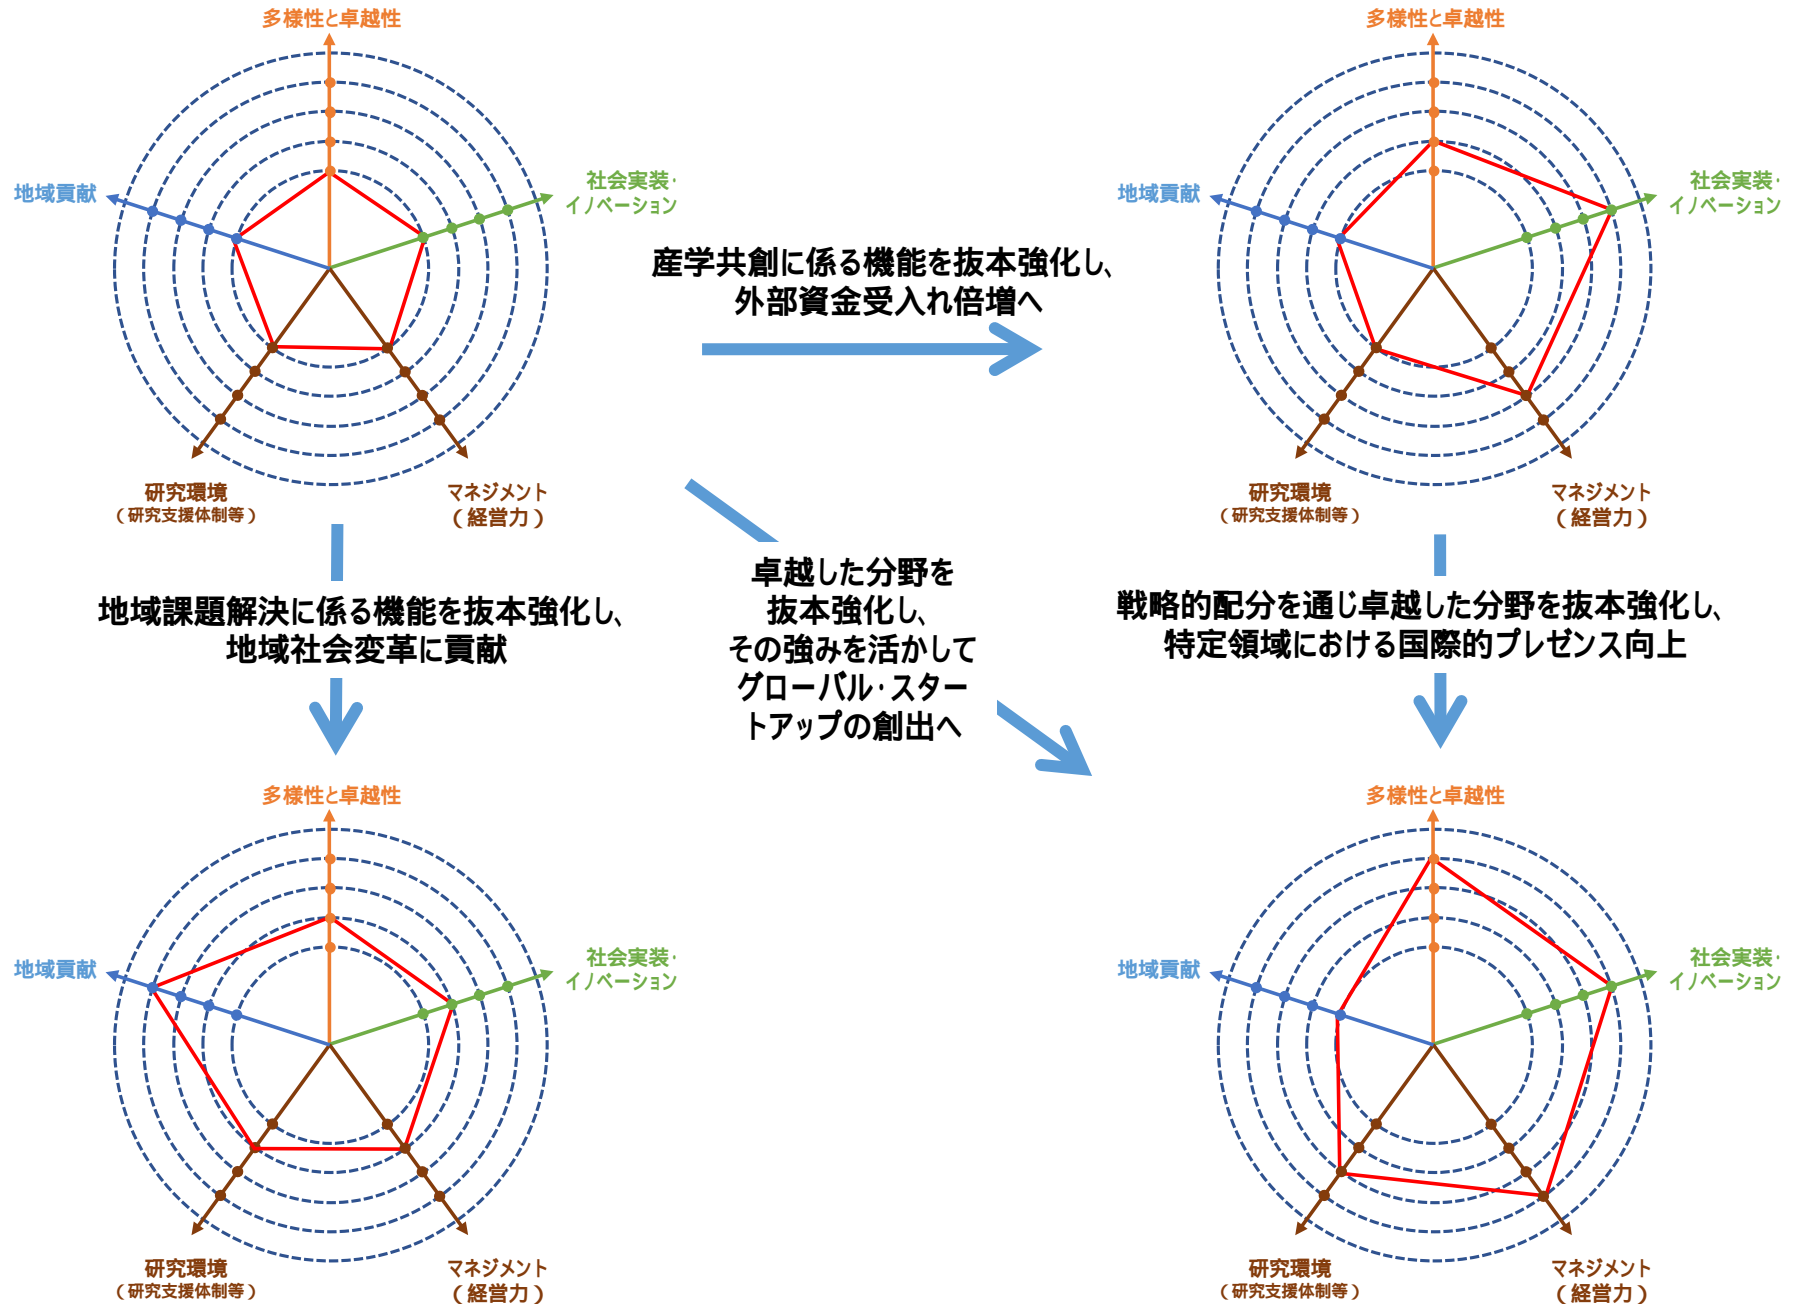 多様性と卓越性
地域貢献
社会実装・
イノベーション
研究環境
（研究支援体制等）
マネジメント
（経営力）
産学共創に係る機能を抜本強化し、
外部資金受入れ倍増へ
多様性と卓越性
地域貢献
社会実装・
イノベーション
研究環境
（研究支援体制等）
マネジメント
（経営力）
地域課題解決に係る機能を抜本強化し、
地域社会変革に貢献
卓越した分野を
抜本強化し、
その強みを活かして
グローバル・スター
トアップの創出へ
戦略的配分を通じ卓越した分野を抜本強化し、
特定領域における国際的プレゼンス向上
多様性と卓越性
地域貢献
社会実装・
イノベーション
研究環境
（研究支援体制等）
マネジメント
（経営力）
多様性と卓越性
地域貢献
社会実装・
イノベーション
研究環境
（研究支援体制等）
マネジメント
（経営力）